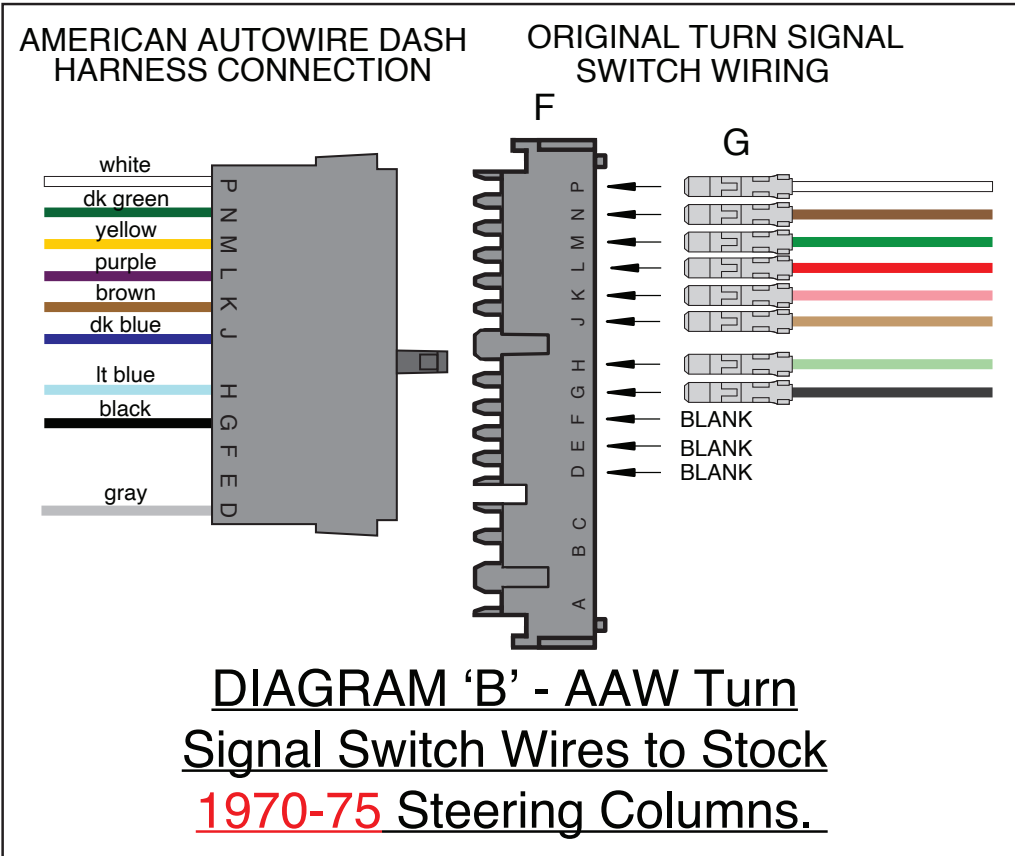 AMERICAN AUTOWIRE DASH
HARNESS CONNECTION
ORIGINAL TURN SIGNAL
SWITCH WIRING
F
G
white
dk green
yellow
purple
brown
dk blue
lt blue
black
gray
P
N
M
L
K
J
H
G
F
E
D
P
N
M
L
K
J
H
G
F
E
D
C
B
A
BLANK
BLANK
BLANK
DIAGRAM ‘B’ - AAW Turn
Signal Switch Wires to Stock
1970-75 Steering Columns.